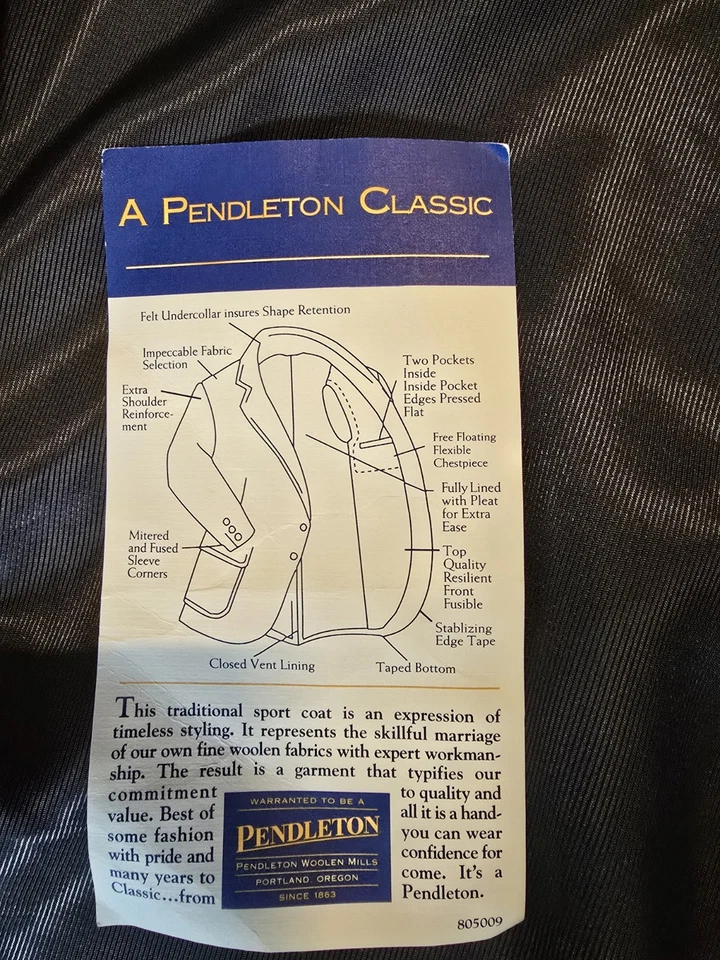 A PENDLETON CLASSIC
Felt Undercollar insures Shape Retention
Impeccable Fabric
Selection
Extra
Shoulder
Reinforce-
ment
Two Pockets
Inside
Inside Pocket
Edges Pressed
Flat
Free Floating
Flexible
Chestpiece
Fully Lined
with Pleat
for Extra
Ease
Mitered
and Fused
Sleeve
Corners
Top
Quality
Resilient
Front
Fusible
Stablizing
Edge Tape
Closed Vent Lining
Taped Bottom
This traditional sport coat is an expression of
timeless styling. It represents the skillful marriage
of our own fine woolen fabrics with expert workman-
ship. The result is a garment that typifies our
commitment to quality and
value. Best of all it is a hand-
some fashion you can wear
with pride and confidence for
many years to come. It's a
Classic...from Pendleton.
WARRANTED TO BE A
PENDLETON
PENDLETON WOOLEN MILLS
PORTLAND, OREGON
SINCE 1863
805009